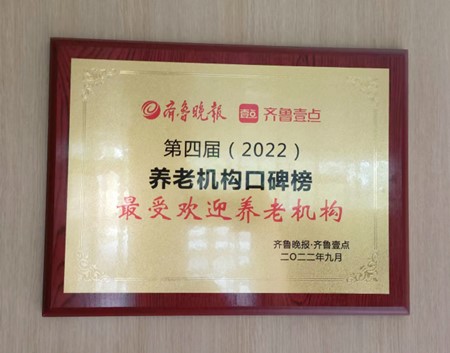 齐鲁晚报 壹点 齐鲁壹点
第四届（2022）
养老机构口碑榜
最受欢迎养老机构
齐鲁晚报·齐鲁壹点
二〇二二年九月